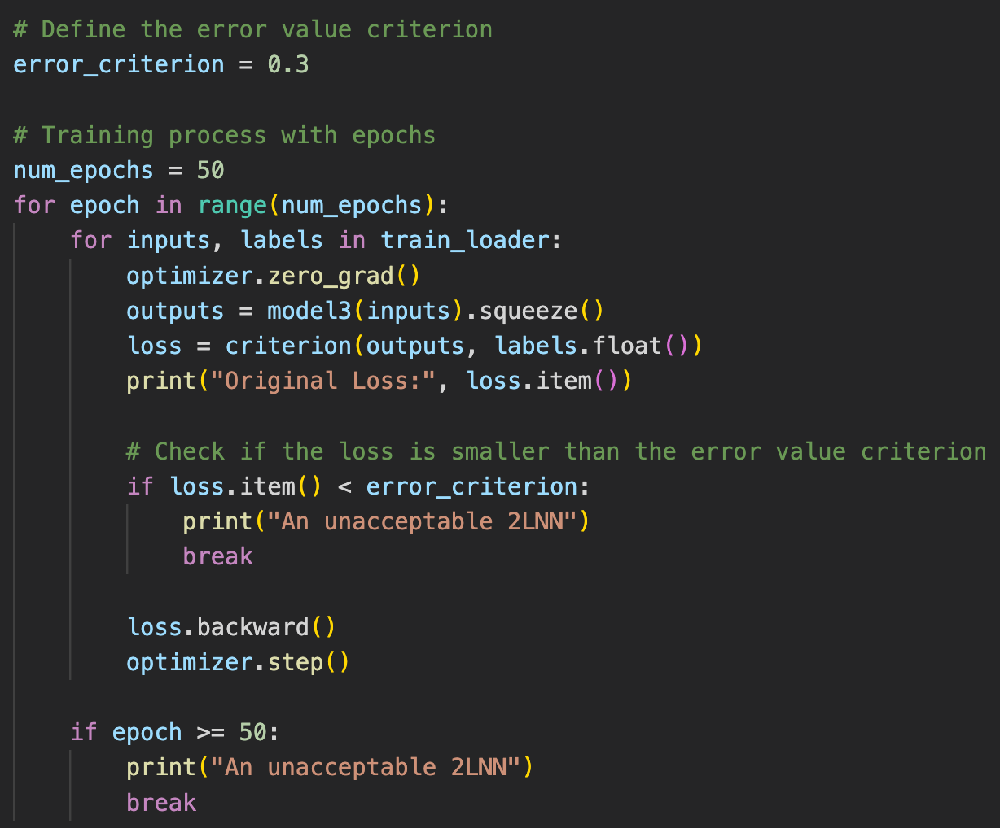 # Define the error value criterion
error_criterion = 0.3

# Training process with epochs
num_epochs = 50
for epoch in range(num_epochs):
    for inputs, labels in train_loader:
        optimizer.zero_grad()
        outputs = model3(inputs).squeeze()
        loss = criterion(outputs, labels.float())
        print("Original Loss:", loss.item())

        # Check if the loss is smaller than the error value criterion
        if loss.item() < error_criterion:
            print("An unacceptable 2LNN")
            break

        loss.backward()
        optimizer.step()

    if epoch >= 50:
        print("An unacceptable 2LNN")
        break